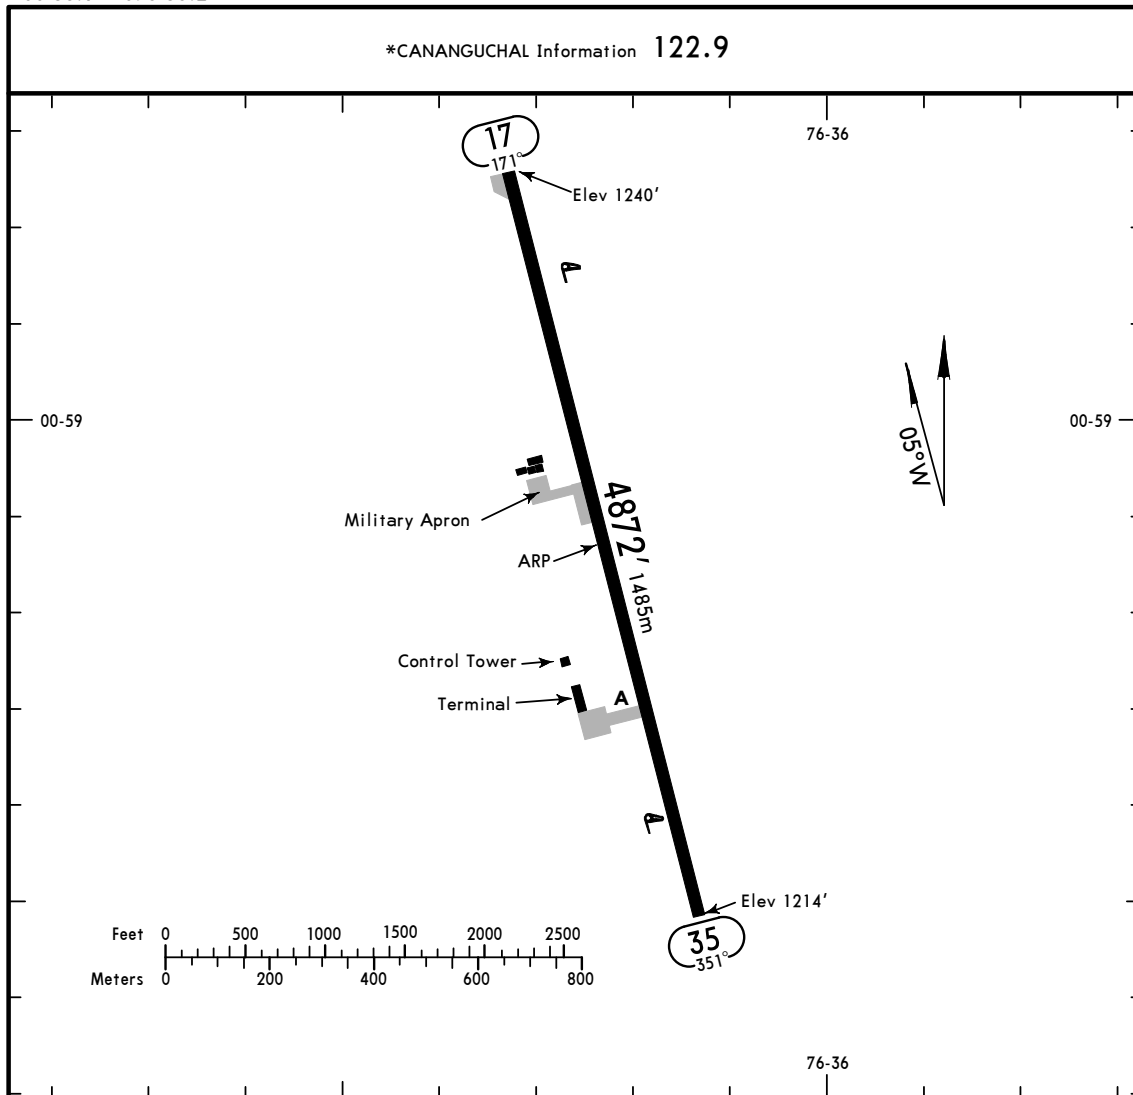 *CANANGUCHAL Information 122.9
76-36
17
171°
Elev 1240'
00-59
00-59
05°W
4872'
1485m
Military Apron
ARP
Control Tower
Terminal
A
Elev 1214'
35
351°
Feet 0 500 1000 1500 2000 2500
Meters 0 200 400 600 800
76-36